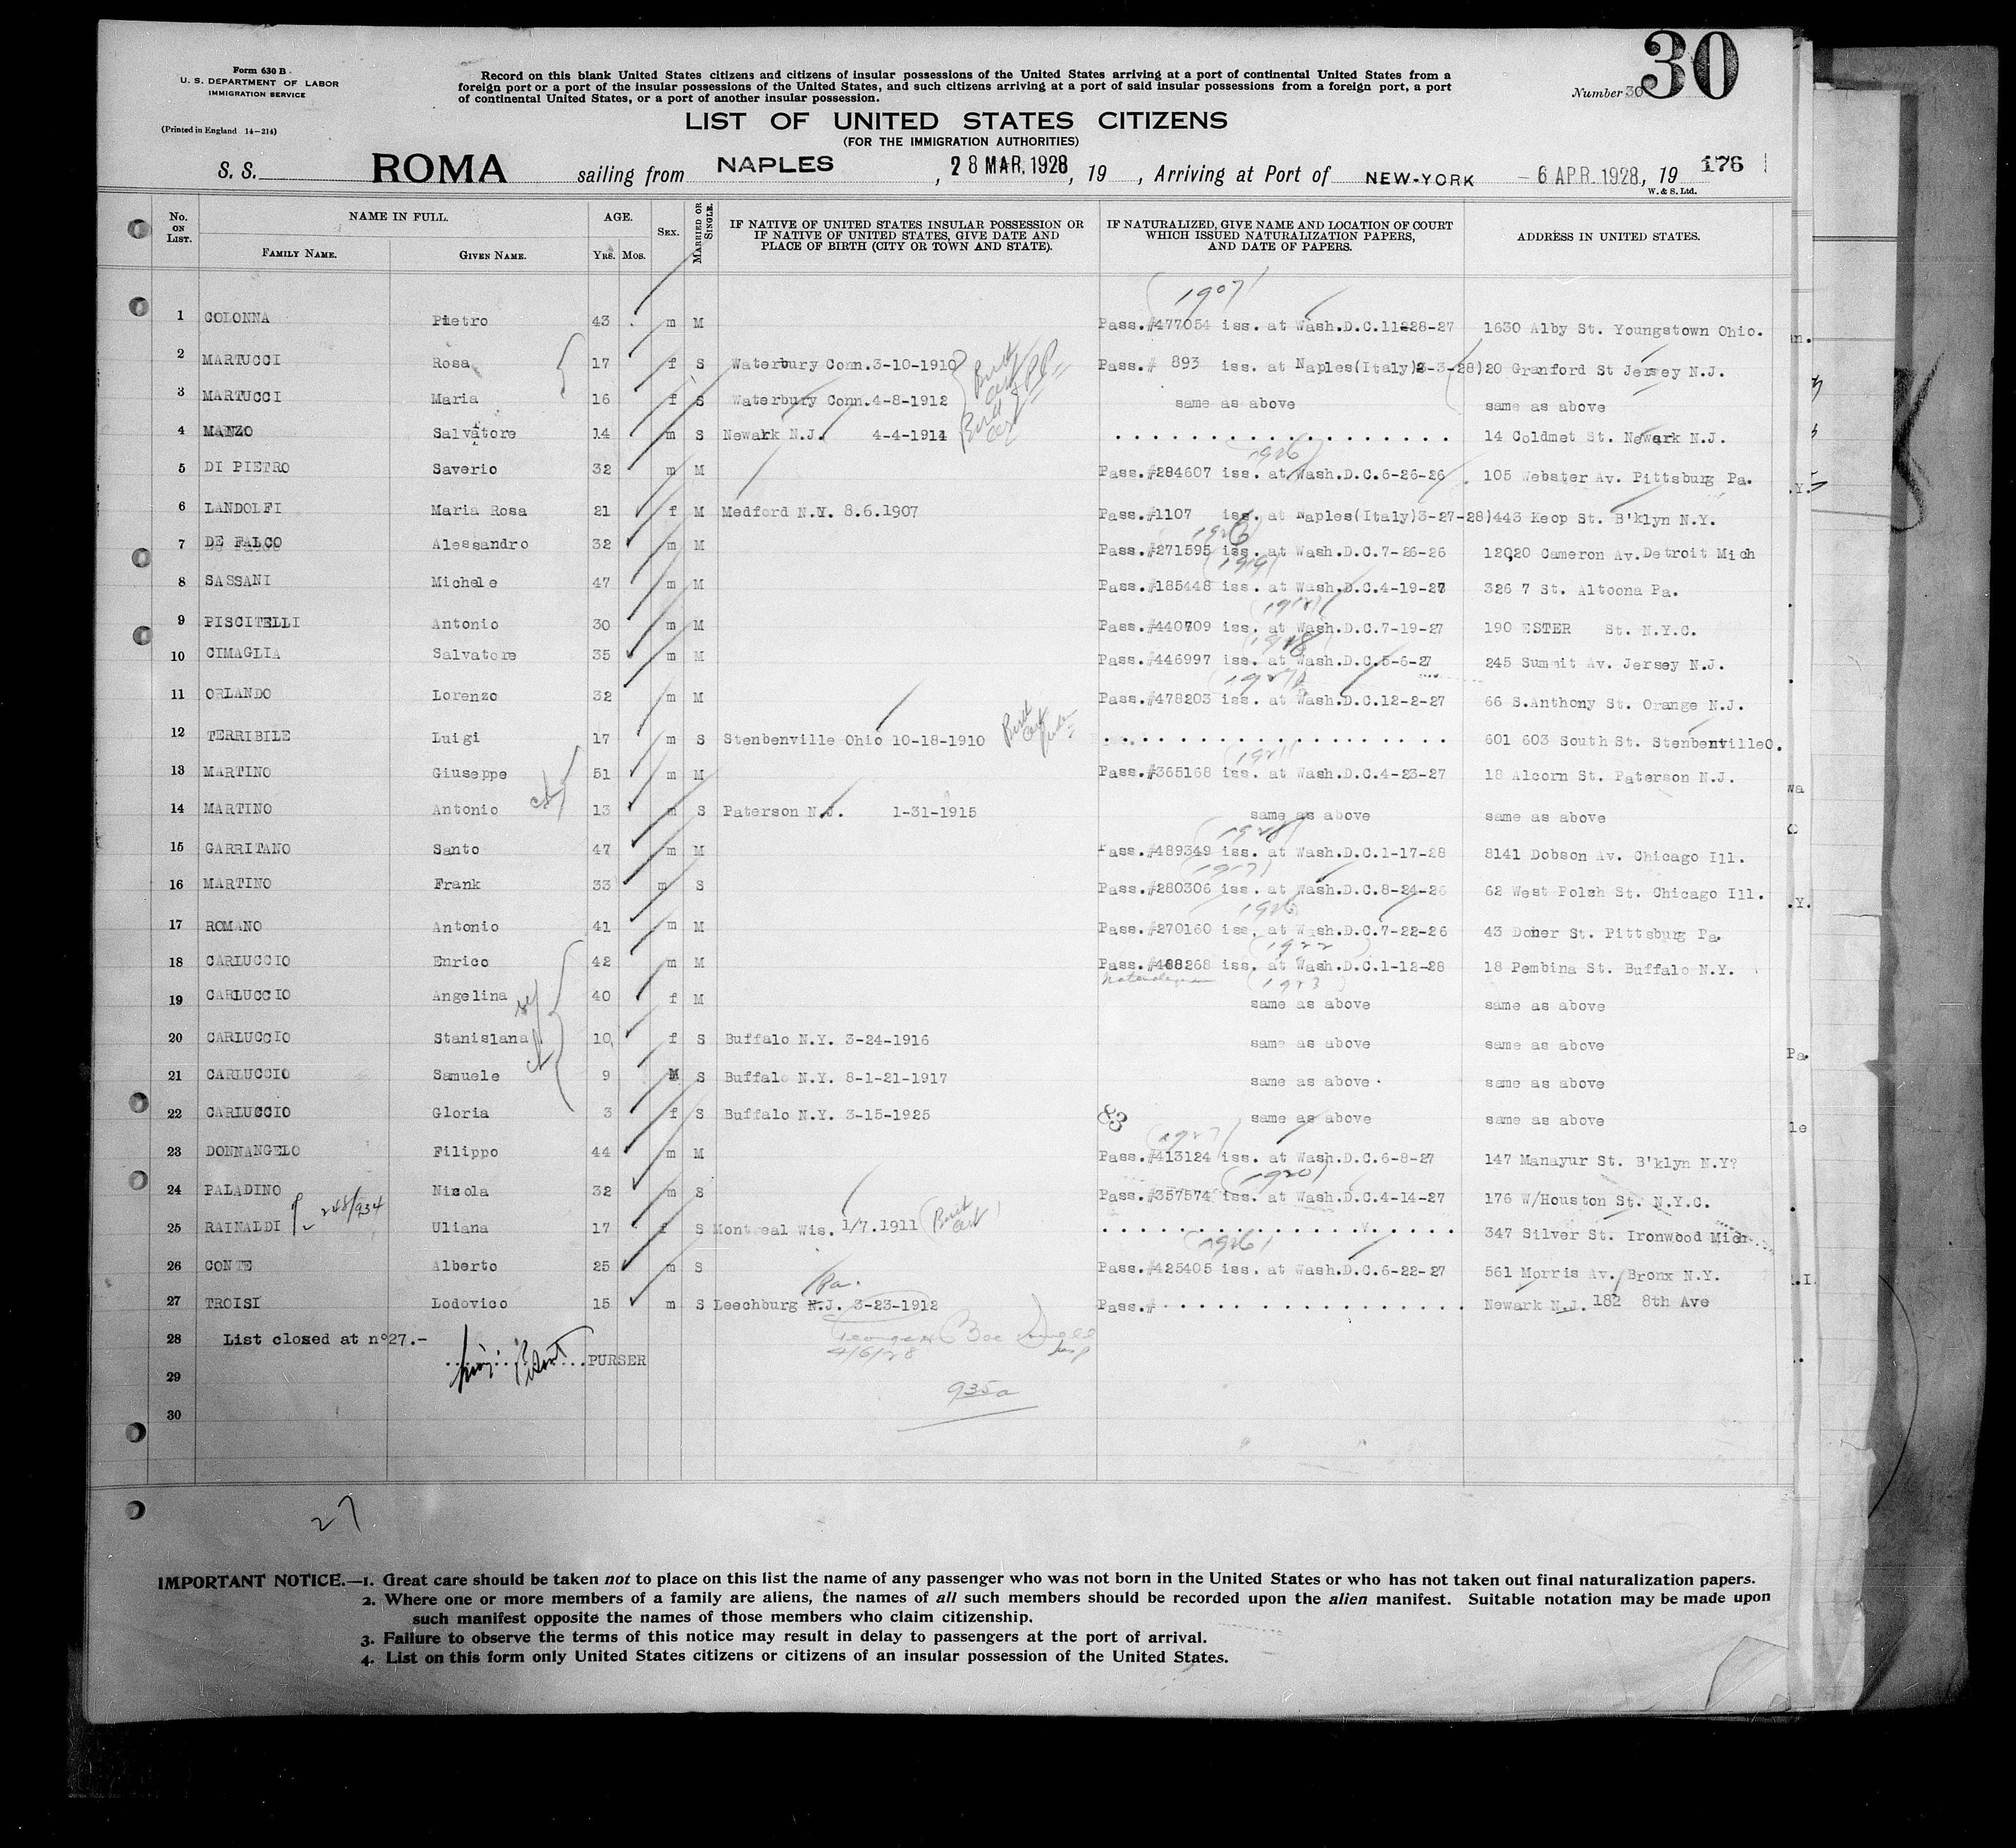 Form 630 B
U. S. DEPARTMENT OF LABOR
IMMIGRATION SERVICE
(Printed in England 14-214)
Record on this blank United States citizens and citizens of insular possessions of the United States arriving at a port of continental United States from a
foreign port or a port of the insular possessions of the United States, and such citizens arriving at a port of said insular possessions from a foreign port, a port
of continental United States, or a port of another insular possession.
Number 30 30
LIST OF UNITED STATES CITIZENS
(FOR THE IMMIGRATION AUTHORITIES)
S. S. ROMA sailing from NAPLES, 28 MAR. 1928, 19 , Arriving at Port of NEW-YORK - 6 APR. 1928, 19 176
W. & S. Ltd.
No. ON LIST. NAME IN FULL. FAMILY NAME. GIVEN NAME. AGE. YRS. MOS. SEX. MARRIED OR SINGLE. IF NATIVE OF UNITED STATES INSULAR POSSESSION OR IF NATIVE OF UNITED STATES, GIVE DATE AND PLACE OF BIRTH (CITY OR TOWN AND STATE). IF NATURALIZED, GIVE NAME AND LOCATION OF COURT WHICH ISSUED NATURALIZATION PAPERS, AND DATE OF PAPERS. ADDRESS IN UNITED STATES.
(1907)
1 COLONNA Pietro 43 m M Pass.#477054 iss. at Wash.D.C.11-28-27 1630 Alby St. Youngstown Ohio.
2 MARTUCCI Rosa 17 f S Waterbury Conn.3-10-1910 Birth cert PP Pass.# 893 iss. at Naples(Italy)3-3-28)20 Granford St Jersey N.J.
3 MARTUCCI Maria 16 f S Waterbury Conn.4-8-1912 same as above same as above
4 MANZO Salvatore 14 m S Newark N.J. 4-4-1914 Birth cert . . . . . . . . . . . . . . . . . . 14 Coldmet St. Newark N.J.
(1926)
5 DI PIETRO Saverio 32 m M Pass.#284607 iss. at Wash.D.C.6-26-26 105 Webster Av. Pittsburg Pa.
6 LANDOLFI Maria Rosa 21 f M Medford N.Y. 8.6.1907 Pass.#1107 iss. at Naples(Italy)3-27-28)443 Keop St. B'klyn N.Y.
(1926)
7 DE FALCO Alessandro 32 m M Pass.#271595 iss. at Wash.D.C.7-26-26 12020 Cameron Av.Detroit Mich
(1919)
8 SASSANI Michele 47 m M Pass.#185448 iss. at Wash.D.C.4-19-27 326 7 St. Altoona Pa.
9 PISCITELLI Antonio 30 m M Pass.#440709 iss. at Wash.D.C.7-19-27 190 ESTER St. N.Y.C.
(1918)
10 CIMAGLIA Salvatore 35 m M Pass.#446997 iss. at Wash.D.C.5-6-27 245 Summit Av. Jersey N.J.
11 ORLANDO Lorenzo 32 m M Pass.#478203 iss. at Wash.D.C.12-2-27 66 S.Anthony St. Orange N.J.
12 TERRIBILE Luigi 17 m S Stenbenville Ohio 10-18-1910 Birth cert . . . . . . . . . . . . . . . . . . 601 603 South St. StenbenvilleO.
(1921)
13 MARTINO Giuseppe 51 m M Pass.#365168 iss. at Wash.D.C.4-23-27 18 Alcorn St. Paterson N.J.
14 MARTINO Antonio 13 m S Paterson N.J. 1-31-1915 same as above same as above
(1928)
15 GARRITANO Santo 47 m M Pass.#489349 iss. at Wash.D.C.1-17-28 8141 Dobson Av. Chicago Ill.
(1917)
16 MARTINO Frank 33 m S Pass.#280306 iss. at Wash.D.C.8-24-26 62 West Polsh St. Chicago Ill.
1926
17 ROMANO Antonio 41 m M Pass.#270160 iss. at Wash.D.C.7-22-26 43 Doner St. Pittsburg Pa.
(1922)
18 CARLUCCIO Enrico 42 m M Pass.#488268 iss. at Wash.D.C.1-12-28 18 Pembina St. Buffalo N.Y.
(1923)
19 CARLUCCIO Angelina 40 f M same as above same as above
20 CARLUCCIO Stanislana 10 f S Buffalo N.Y. 3-24-1916 same as above same as above
21 CARLUCCIO Samuele 9 M S Buffalo N.Y. 8-1-21-1917 same as above same as above
22 CARLUCCIO Gloria 3 f S Buffalo N.Y. 3-15-1925 83 same as above same as above
(1927)
23 DONNANGELO Filippo 44 m M Pass.#413124 iss. at Wash.D.C.6-8-27 147 Manayur St. B'klyn N.Y?
(1920)
24 PALADINO Nicola 32 m S Pass.#357574 iss. at Wash.D.C.4-14-27 176 W/Houston St. N.Y.C.
248/934
25 RAINALDI Uliana 17 f S Montreal Wis. 1/7.1911 (Birth cert) . . . . . . . . . . . . . . . . . . 347 Silver St. Ironwood Mich
(1926)
26 CONTE Alberto 25 m S Pass.#425405 iss. at Wash.D.C.6-22-27 561 Morris Av. Bronx N.Y.
Pa.
27 TROISI Lodovico 15 m S Leechburg N.J. 3-23-1912 Pass.# . . . . . . . . . . . . . . . . Newark N.J. 182 8th Ave
28 List closed at n°27.-
4/6/28
PURSER
29
935a
30
27
IMPORTANT NOTICE.—1. Great care should be taken not to place on this list the name of any passenger who was not born in the United States or who has not taken out final naturalization papers.
2. Where one or more members of a family are aliens, the names of all such members should be recorded upon the alien manifest. Suitable notation may be made upon
such manifest opposite the names of those members who claim citizenship.
3. Failure to observe the terms of this notice may result in delay to passengers at the port of arrival.
4. List on this form only United States citizens or citizens of an insular possession of the United States.